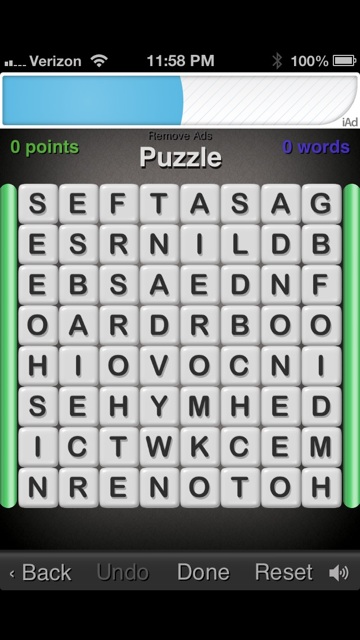 Verizon 11:58 PM 100%
iAd
Remove Ads
0 points Puzzle 0 words
S E F T A S A G
E S R N I L D B
E B S A E D N F
O A R D R B O O
H I O V O C N I
S E H Y M H E D
I C T W K C E M
N R E N O T O H
‹ Back Undo Done Reset